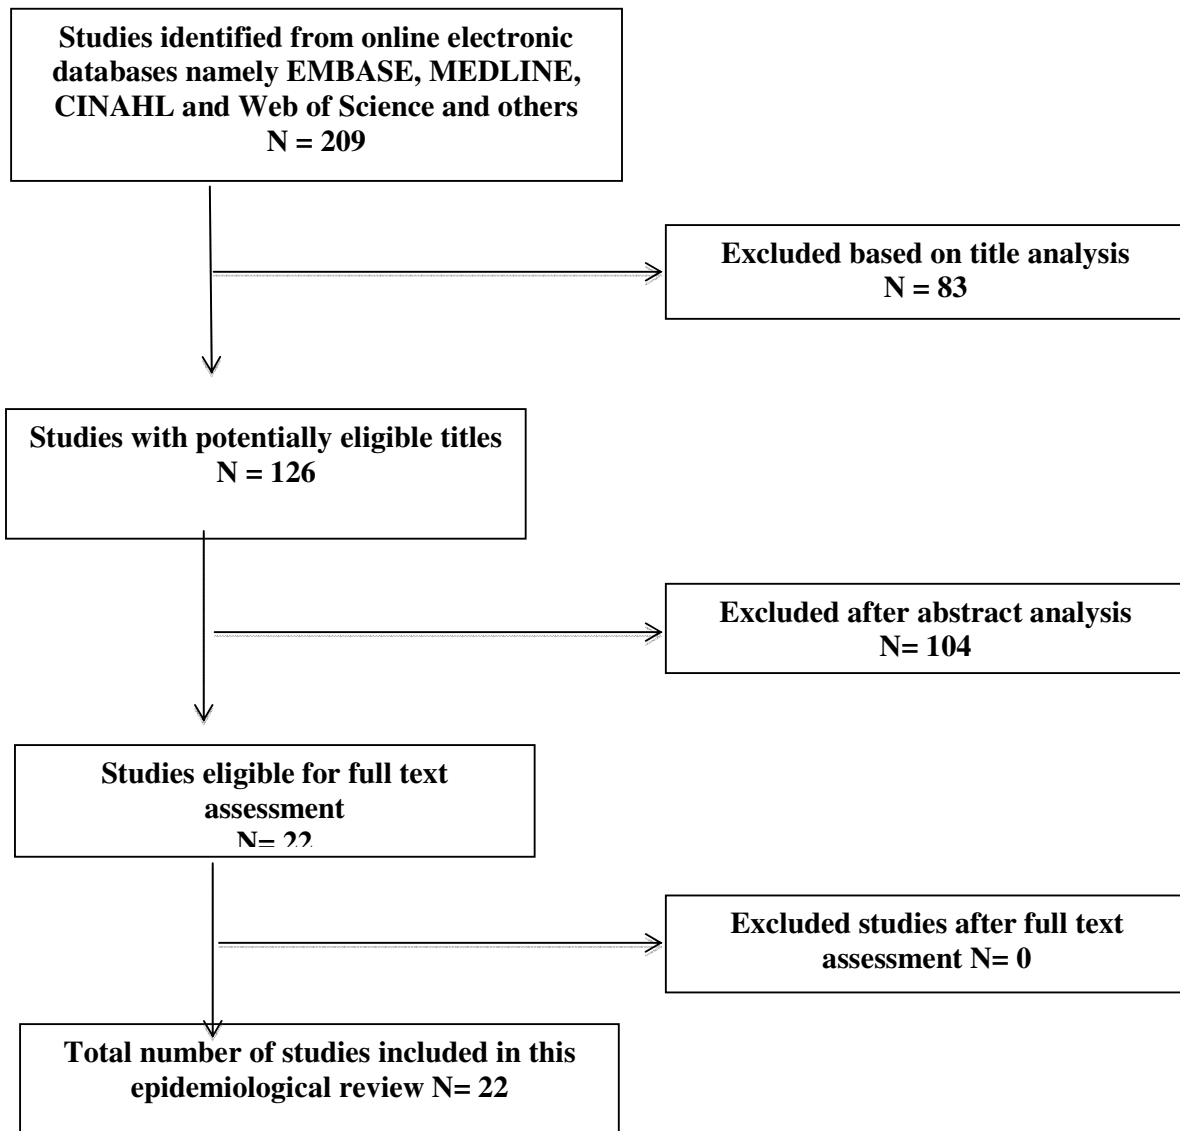 Studies identified from online electronic
databases namely EMBASE, MEDLINE,
CINAHL and Web of Science and others
N = 209
Excluded based on title analysis
N = 83
Studies with potentially eligible titles
N = 126
Excluded after abstract analysis
N= 104
Studies eligible for full text
assessment
N= 22
Excluded studies after full text
assessment N= 0
Total number of studies included in this
epidemiological review N= 22